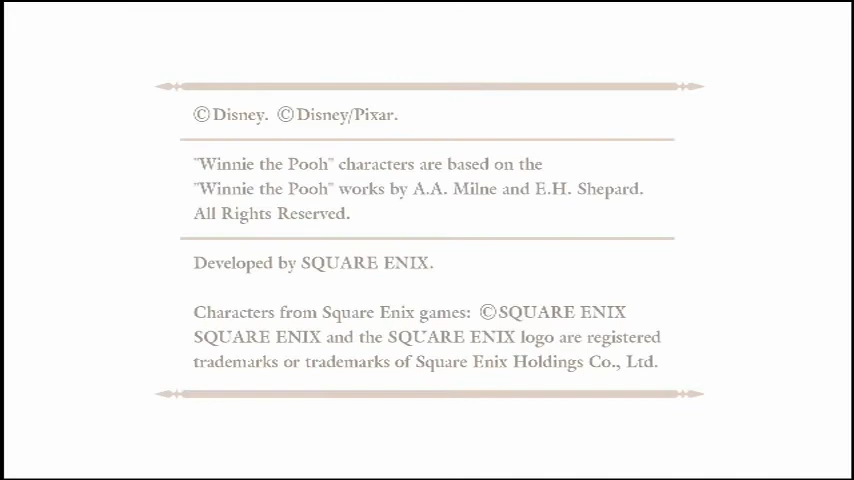 ©Disney. ©Disney/Pixar.
"Winnie the Pooh" characters are based on the
"Winnie the Pooh" works by A.A. Milne and E.H. Shepard.
All Rights Reserved.
Developed by SQUARE ENIX.
Characters from Square Enix games: ©SQUARE ENIX
SQUARE ENIX and the SQUARE ENIX logo are registered
trademarks or trademarks of Square Enix Holdings Co., Ltd.